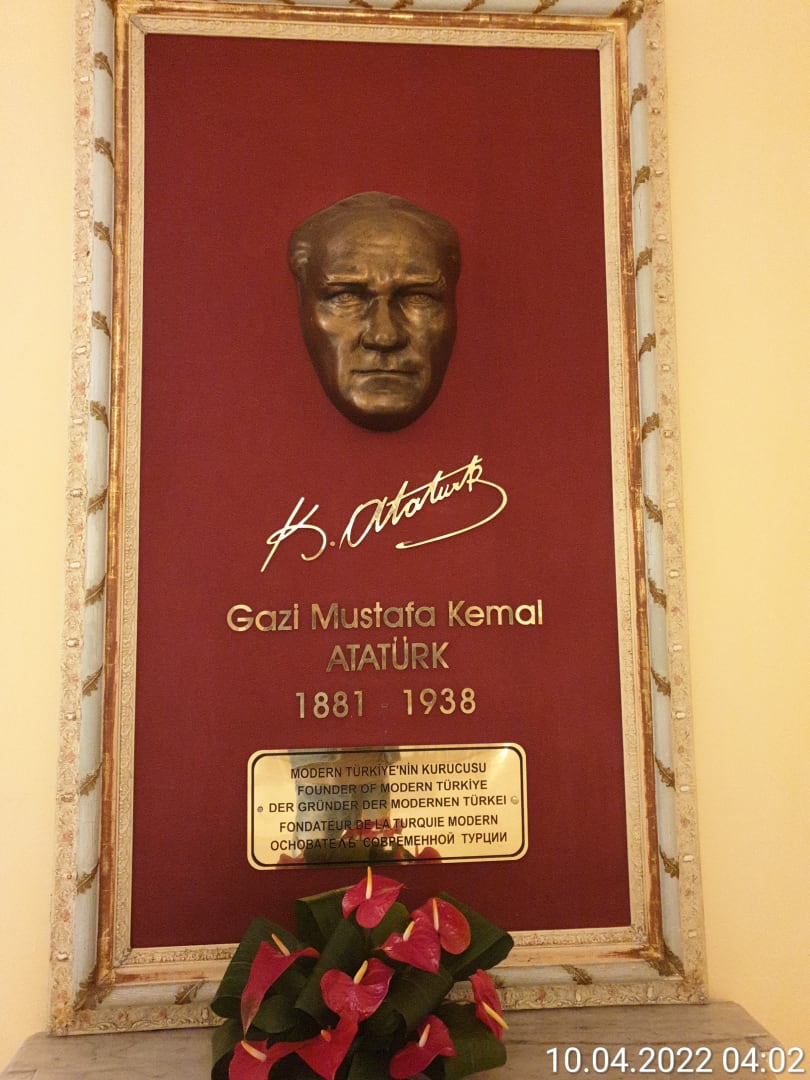 K. Atatürk
Gazi Mustafa Kemal
ATATÜRK
1881 1938
MODERN TÜRKİYE'NİN KURUCUSU
FOUNDER OF MODERN TÜRKİYE
DER GRÜNDER DER MODERNEN TÜRKEI
FONDATEUR DE LA TURQUIE MODERN
ОСНОВАТЕЛЬ СОВРЕМЕННОЙ ТУРЦИИ
10.04.2022 04:02